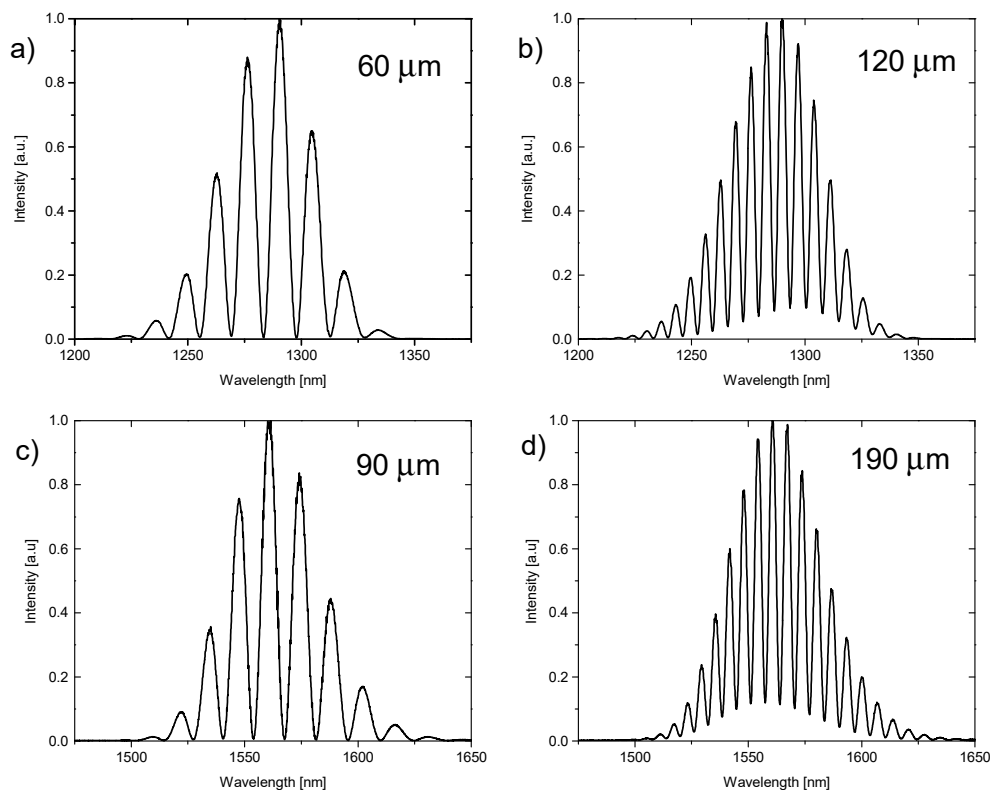 a)
60 μm
Intensity [a.u.]
1.0
0.8
0.6
0.4
0.2
0.0
1200 1250 1300 1350
Wavelength [nm]
b)
120 μm
Intensity [a.u.]
1.0
0.8
0.6
0.4
0.2
0.0
1200 1250 1300 1350
Wavelength [nm]
c)
90 μm
Intensity [a.u]
1.0
0.8
0.6
0.4
0.2
0.0
1500 1550 1600 1650
Wavelength [nm]
d)
190 μm
Intensity [a.u]
1.0
0.8
0.6
0.4
0.2
0.0
1500 1550 1600 1650
Wavelength [nm]